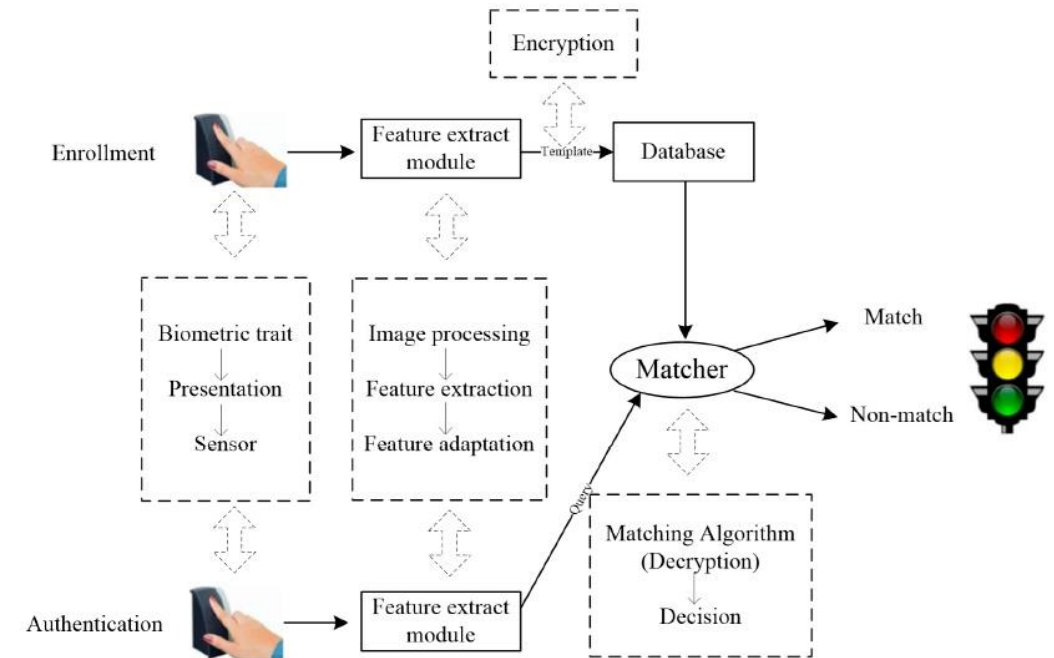 Encryption
Enrollment
Feature extract
module
Template
Database
Biometric trait
Presentation
Sensor
Image processing
Feature extraction
Feature adaptation
Matcher
Match
Non-match
Query
Matching Algorithm
(Decryption)
Decision
Authentication
Feature extract
module